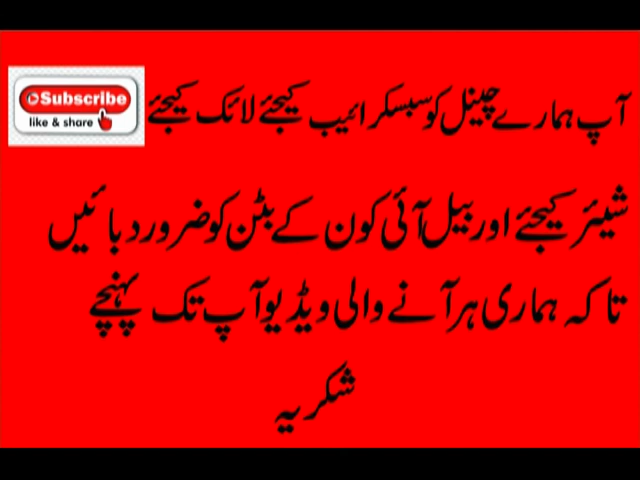 آپ ہمارے چینل کو سبسکرائیب کیجئے لائک کیجئے
Subscribe
like & share
شیئر کیجئے اور بیل آئی کون کے بٹن کو ضرور دبائیں
تاکہ ہماری ہر آنے والی ویڈیو آپ تک پہنچے
شکریہ